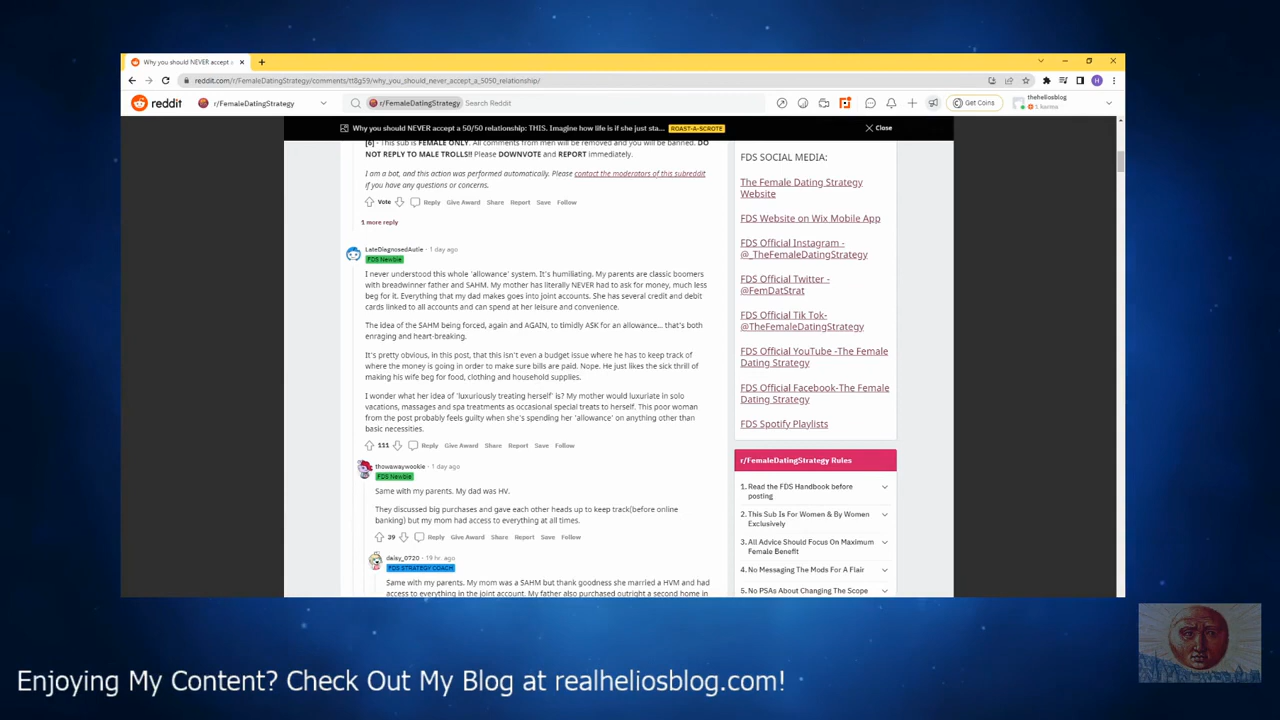 Why you should NEVER accept a
reddit.com/r/FemaleDatingStrategy/comments/tt8g59/why_you_should_never_accept_a_5050_relationship/
H
reddit
r/FemaleDatingStrategy
r/FemaleDatingStrategy
Search Reddit
Get Coins
theheliosblog
5 karma
Why you should NEVER accept a 50/50 relationship: THIS. Imagine how life is if she just sta...
ROAST-A-SCROTE
Close
[6] - This sub is FEMALE ONLY. All comments from men will be removed and you will be banned. DO
NOT REPLY TO MALE TROLLS!! Please DOWNVOTE and REPORT immediately.
I am a bot, and this action was performed automatically. Please contact the moderators of this subreddit
if you have any questions or concerns.
Vote Reply Give Award Share Report Save Follow
1 more reply
LateDiagnosedAutie · 1 day ago
FDS Newbie
I never understood this whole 'allowance' system. It's humiliating. My parents are classic boomers
with breadwinner father and SAHM. My mother has literally NEVER had to ask for money, much less
beg for it. Everything that my dad makes goes into joint accounts. She has several credit and debit
cards linked to all accounts and can spend at her leisure and convenience.
The idea of the SAHM being forced, again and AGAIN, to timidly ASK for an allowance... that's both
enraging and heart-breaking.
It's pretty obvious, in this post, that this isn't even a budget issue where he has to keep track of
where the money is going in order to make sure bills are paid. Nope. He just likes the sick thrill of
making his wife beg for food, clothing and household supplies.
I wonder what her idea of 'luxuriously treating herself' is? My mother would luxuriate in solo
vacations, massages and spa treatments as occasional special treats to herself. This poor woman
from the post probably feels guilty when she's spending her 'allowance' on anything other than
basic necessities.
111 Reply Give Award Share Report Save Follow
thowawaywookie · 1 day ago
FDS Newbie
Same with my parents. My dad was HV.
They discussed big purchases and gave each other heads up to keep track(before online
banking) but my mom had access to everything at all times.
39 Reply Give Award Share Report Save Follow
daisy_0720 · 19 hr. ago
FDS STRATEGY COACH
Same with my parents. My mom was a SAHM but thank goodness she married a HVM and had
access to everything in the joint account. My father also purchased outright a second home in
FDS SOCIAL MEDIA:
The Female Dating Strategy
Website
FDS Website on Wix Mobile App
FDS Official Instagram -
@_TheFemaleDatingStrategy
FDS Official Twitter -
@FemDatStrat
FDS Official Tik Tok-
@TheFemaleDatingStrategy
FDS Official YouTube -The Female
Dating Strategy
FDS Official Facebook-The Female
Dating Strategy
FDS Spotify Playlists
r/FemaleDatingStrategy Rules
1. Read the FDS Handbook before
posting
2. This Sub Is For Women & By Women
Exclusively
3. All Advice Should Focus On Maximum
Female Benefit
4. No Messaging The Mods For A Flair
5. No PSAs About Changing The Scope
Enjoying My Content? Check Out My Blog at realheliosblog.com!